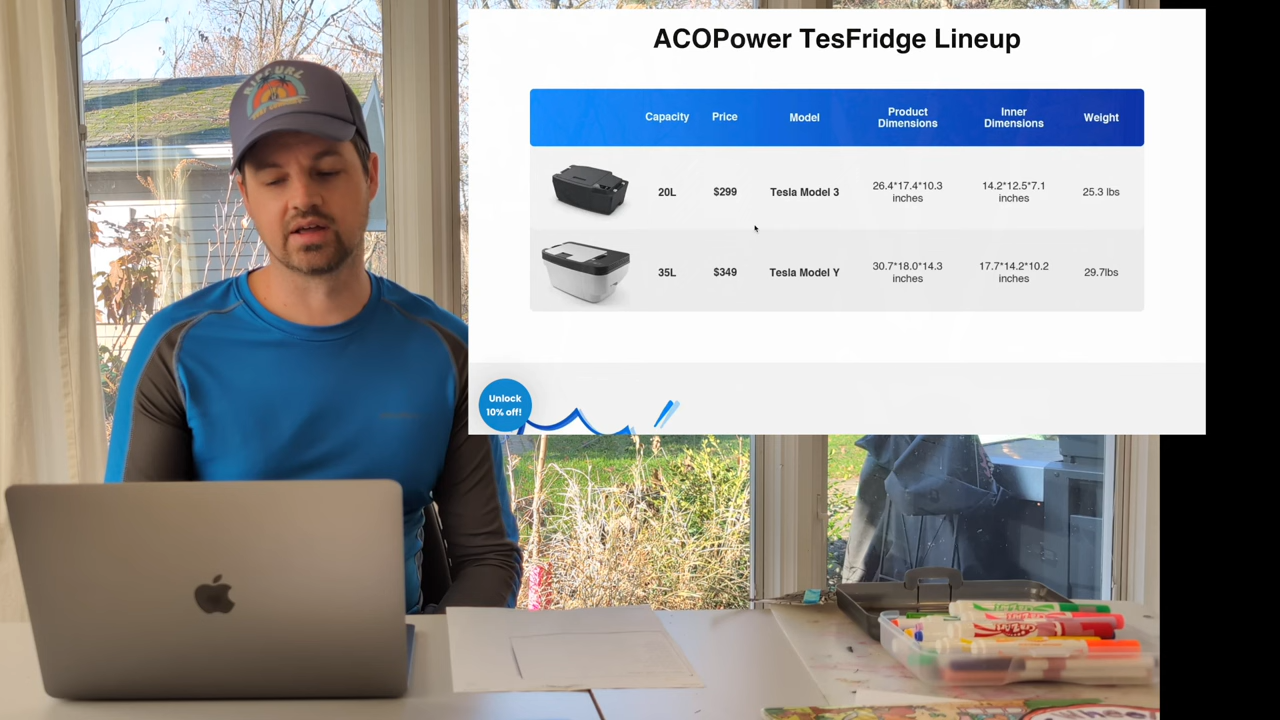 ACOPower TesFridge Lineup
Capacity Price Model Product Dimensions Inner Dimensions Weight
20L $299 Tesla Model 3 26.4*17.4*10.3 inches 14.2*12.5*7.1 inches 25.3 lbs
35L $349 Tesla Model Y 30.7*18.0*14.3 inches 17.7*14.2*10.2 inches 29.7lbs
Unlock
10% off!
RIP CURL